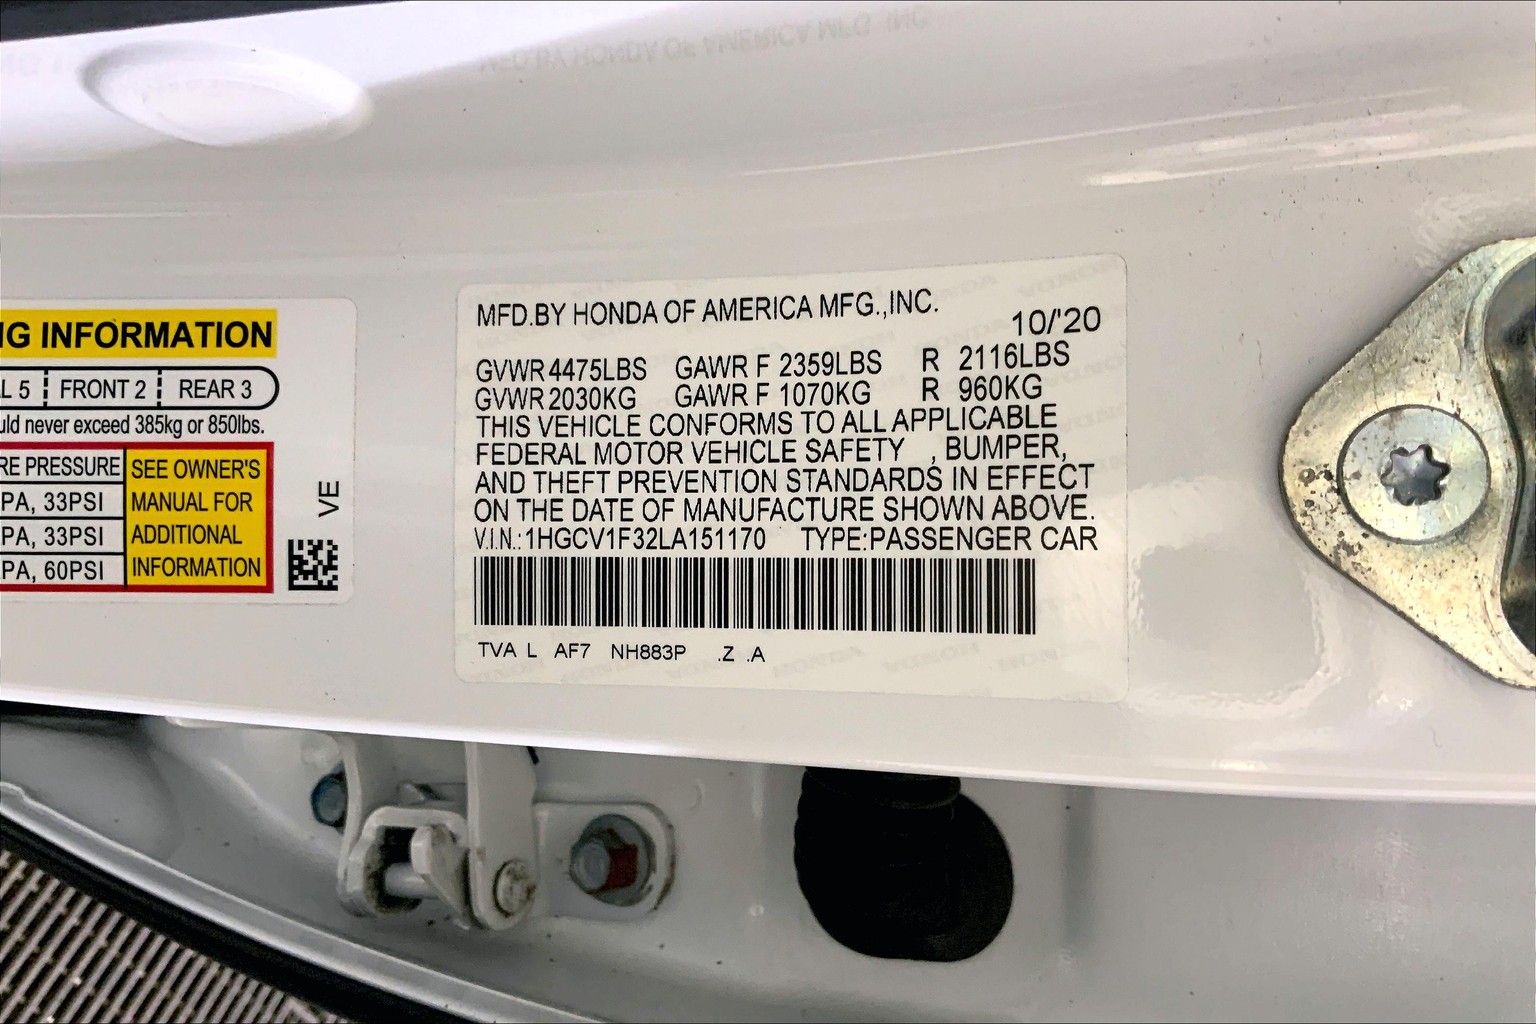 MFD.BY HONDA OF AMERICA MFG.,INC.
10/'20
GVWR 4475LBS GAWR F 2359LBS R 2116LBS
GVWR 2030KG GAWR F 1070KG R 960KG
THIS VEHICLE CONFORMS TO ALL APPLICABLE
FEDERAL MOTOR VEHICLE SAFETY , BUMPER,
AND THEFT PREVENTION STANDARDS IN EFFECT
ON THE DATE OF MANUFACTURE SHOWN ABOVE.
V.I.N.:1HGCV1F32LA151170 TYPE:PASSENGER CAR
TVA L AF7 NH883P .Z .A
INFORMATION
L 5 FRONT 2 REAR 3
never exceed 385kg or 850lbs.
PRESSURE
PA, 33PSI
PA, 33PSI
PA, 60PSI
SEE OWNER'S
MANUAL FOR
ADDITIONAL
INFORMATION
VE